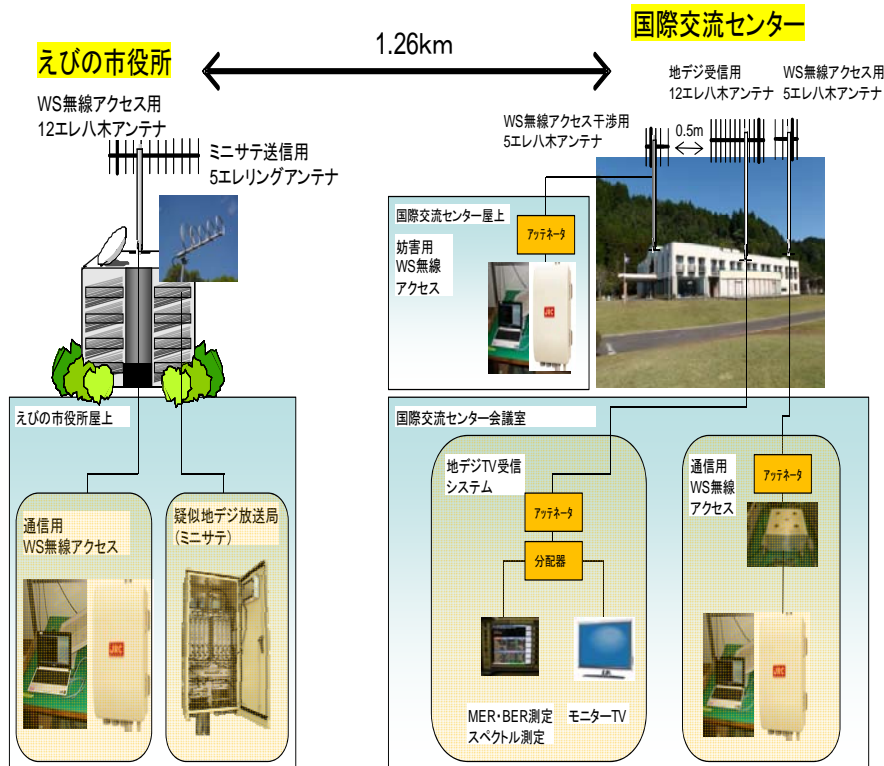 えびの市役所
1.26km
国際交流センター
WS無線アクセス用
12エレ八木アンテナ
ミニサテ送信用
5エレリングアンテナ
WS無線アクセス干渉用
5エレ八木アンテナ
0.5m
地デジ受信用
12エレ八木アンテナ
WS無線アクセス用
5エレ八木アンテナ
国際交流センター屋上
妨害用
WS無線
アクセス
アッテネータ
JRC
えびの市役所屋上
通信用
WS無線アクセス
JRC
疑似地デジ放送局
(ミニサテ)
国際交流センター会議室
地デジTV受信
システム
アッテネータ
分配器
MER・BER測定
スペクトル測定
モニターTV
通信用
WS無線
アクセス
アッテネータ
JRC